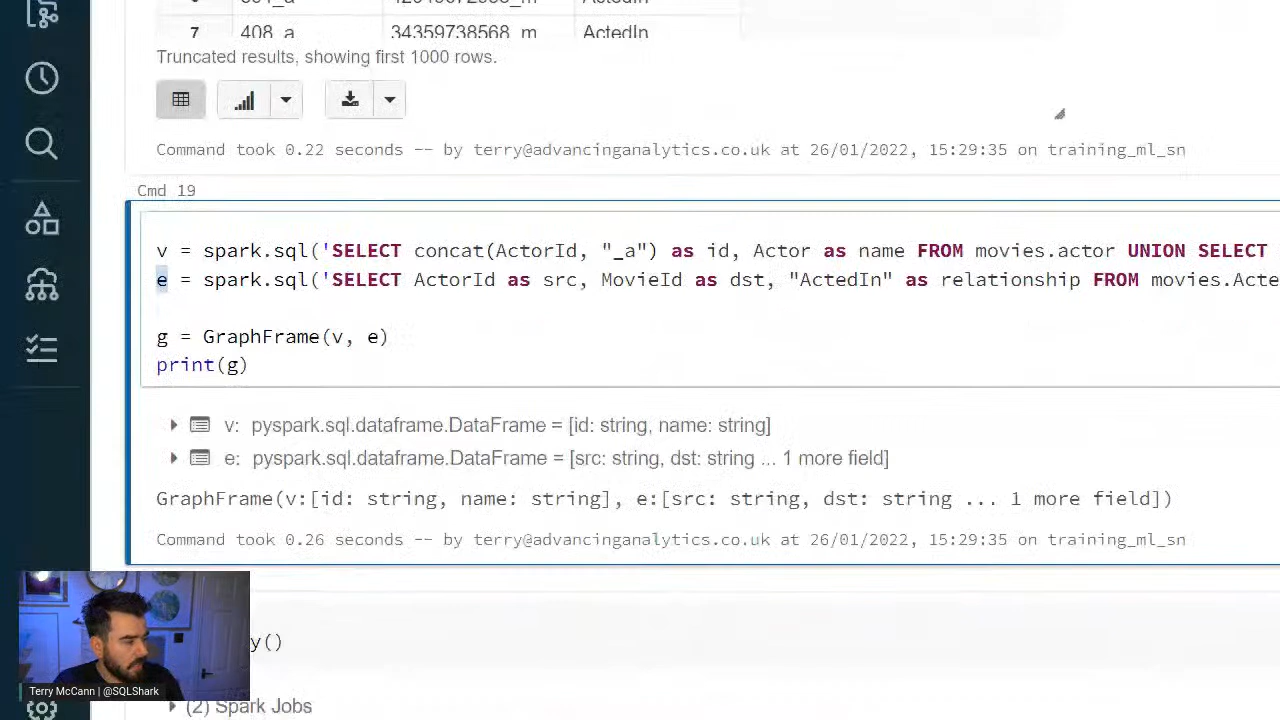 7 408_a 34359738568_m ActedIn
Truncated results, showing first 1000 rows.
Command took 0.22 seconds -- by terry@advancinganalytics.co.uk at 26/01/2022, 15:29:35 on training_ml_sn
Cmd 19
v = spark.sql('SELECT concat(ActorId, "_a") as id, Actor as name FROM movies.actor UNION SELECT
e = spark.sql('SELECT ActorId as src, MovieId as dst, "ActedIn" as relationship FROM movies.Acte
g = GraphFrame(v, e)
print(g)
v: pyspark.sql.dataframe.DataFrame = [id: string, name: string]
e: pyspark.sql.dataframe.DataFrame = [src: string, dst: string ... 1 more field]
GraphFrame(v:[id: string, name: string], e:[src: string, dst: string ... 1 more field])
Command took 0.26 seconds -- by terry@advancinganalytics.co.uk at 26/01/2022, 15:29:35 on training_ml_sn
y()
Terry McCann | @SQLShark
(2) Spark Jobs